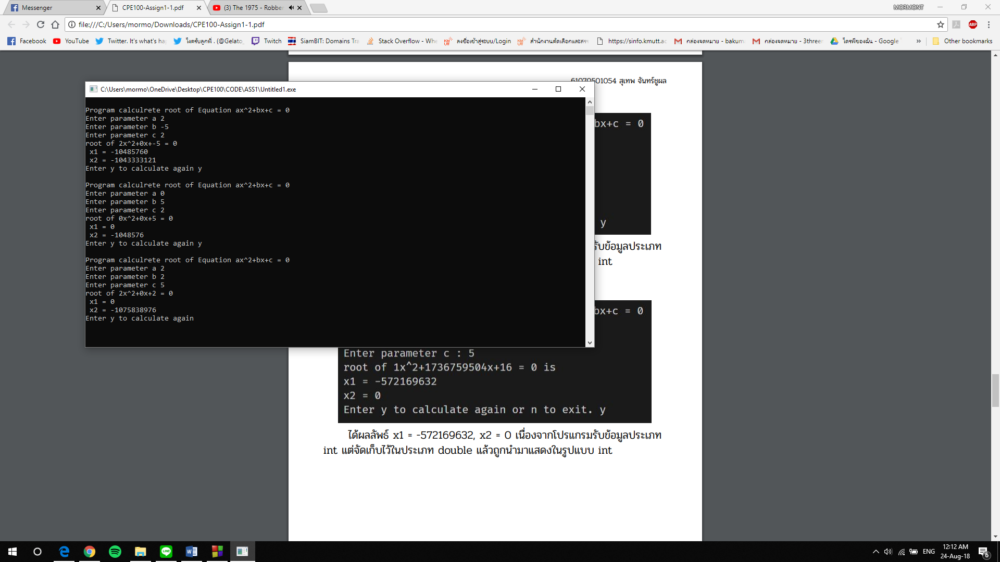 Messenger
CPE100-Assign1-1.pdf
(3) The 1975 - Robber
MORMONT
file:///C:/Users/mormo/Downloads/CPE100-Assign1-1.pdf
ABP
Facebook
YouTube
Twitter. It's what's ha
ไงครับลูกพี่ . (@Gelato_
Twitch
SiamBIT: Domains Tra
Stack Overflow - Whe
ลงชื่อเข้าสู่ระบบ/Login
สำนักงานคัดเลือกและสรร
https://sinfo.kmutt.ac
กล่องจดหมาย - bakum
กล่องจดหมาย - 3threer
ไดรฟ์ของฉัน - Google
»
Other bookmarks
61070501054 สุเทพ จันทร์ชูผล
C:\Users\mormo\OneDrive\Desktop\CPE100\CODE\ASS1\Untitled1.exe
Program calculrete root of Equation ax^2+bx+c = 0
Enter parameter a 2
Enter parameter b -5
Enter parameter c 2
root of 2x^2+0x+-5 = 0
x1 = -10485760
x2 = -1043333121
Enter y to calculate again y
Program calculrete root of Equation ax^2+bx+c = 0
Enter parameter a 0
Enter parameter b 5
Enter parameter c 2
root of 0x^2+0x+5 = 0
x1 = 0
x2 = -1048576
Enter y to calculate again y
Program calculrete root of Equation ax^2+bx+c = 0
Enter parameter a 2
Enter parameter b 2
Enter parameter c 5
root of 2x^2+0x+2 = 0
x1 = 0
x2 = -1075838976
Enter y to calculate again
bx+c = 0
y
รับข้อมูลประเภท
int
bx+c = 0
Enter parameter c : 5
root of 1x^2+1736759504x+16 = 0 is
x1 = -572169632
x2 = 0
Enter y to calculate again or n to exit. y
ได้ผลลัพธ์ x1 = -572169632, x2 = 0 เนื่องจากโปรแกรมรับข้อมูลประเภท
int แต่จัดเก็บไว้ในประเภท double แล้วถูกนำมาแสดงในรูปแบบ int
LINE
ENG
12:12 AM
24-Aug-18
6